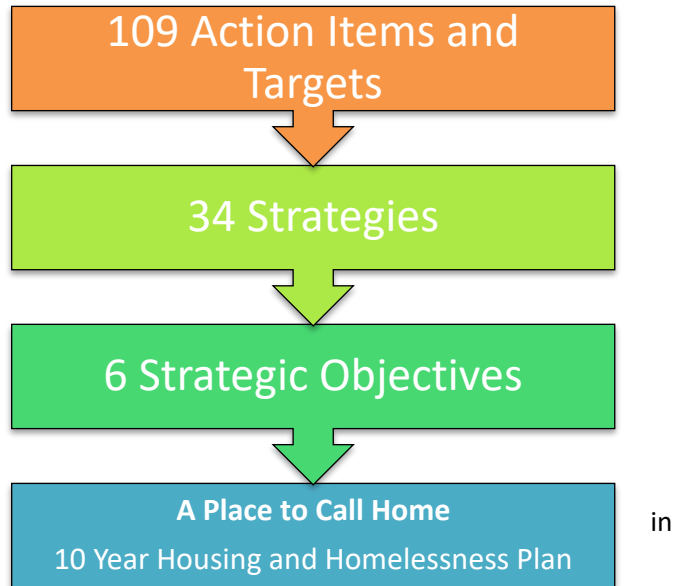 109 Action Items and
Targets
34 Strategies
6 Strategic Objectives
A Place to Call Home
in
10 Year Housing and Homelessness Plan